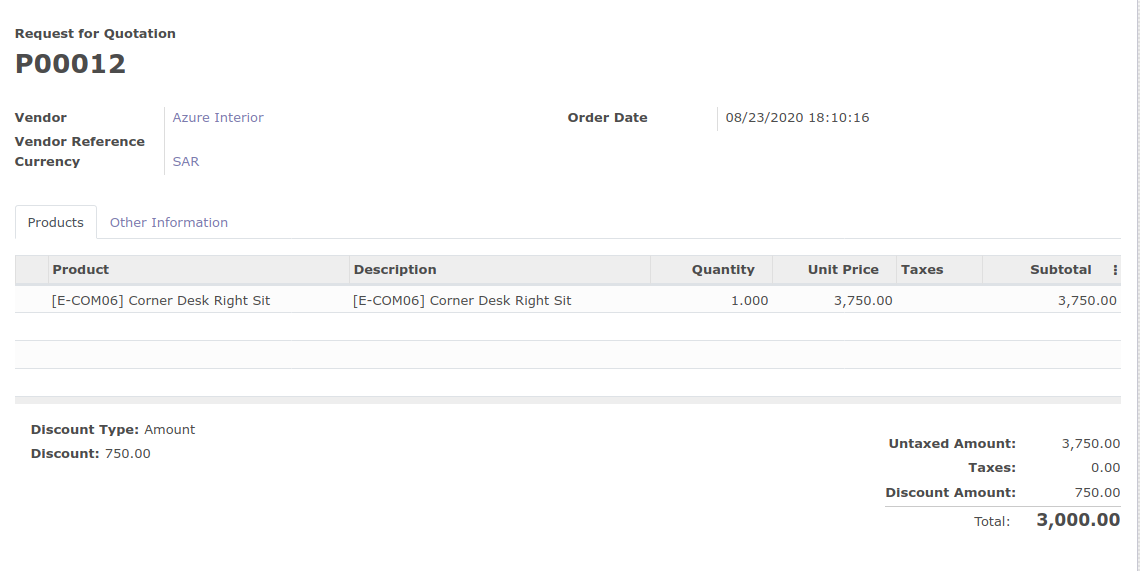 Request for Quotation
P00012
Vendor Azure Interior Order Date 08/23/2020 18:10:16
Vendor Reference
Currency SAR
Products Other Information
Product Description Quantity Unit Price Taxes Subtotal
[E-COM06] Corner Desk Right Sit [E-COM06] Corner Desk Right Sit 1.000 3,750.00 3,750.00
Discount Type: Amount
Discount: 750.00
Untaxed Amount: 3,750.00
Taxes: 0.00
Discount Amount: 750.00
Total: 3,000.00